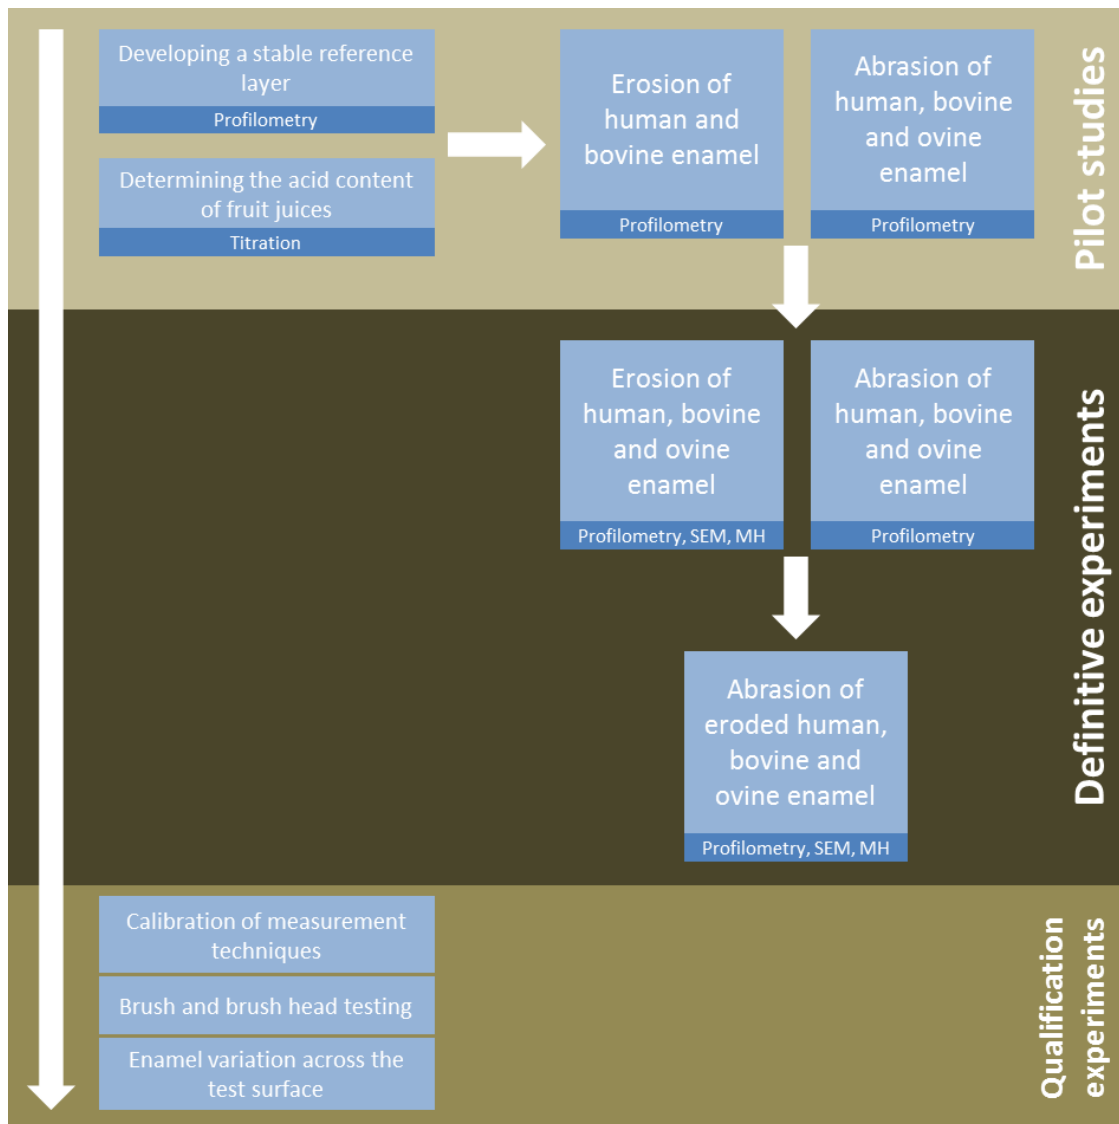 Developing a stable reference
layer
Profilometry
Determining the acid content
of fruit juices
Titration
Erosion of
human and
bovine enamel
Profilometry
Abrasion of
human, bovine
and ovine
enamel
Profilometry
Pilot studies
Erosion of
human, bovine
and ovine
enamel
Profilometry, SEM, MH
Abrasion of
human, bovine
and ovine
enamel
Profilometry
Abrasion of
eroded human,
bovine and
ovine enamel
Profilometry, SEM, MH
Definitive experiments
Calibration of measurement
techniques
Brush and brush head testing
Enamel variation across the
test surface
Qualification
experiments